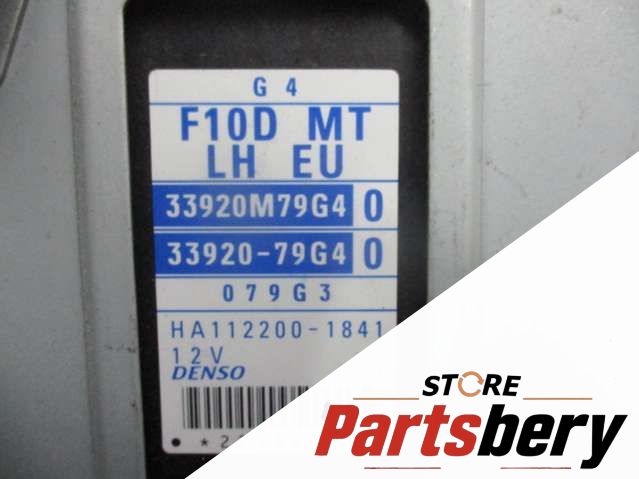 G 4
F10D MT
LH EU
33920M79G4 0
33920-79G4 0
079G3
HA112200-1841
12V
DENSO
STORE
Partsbery